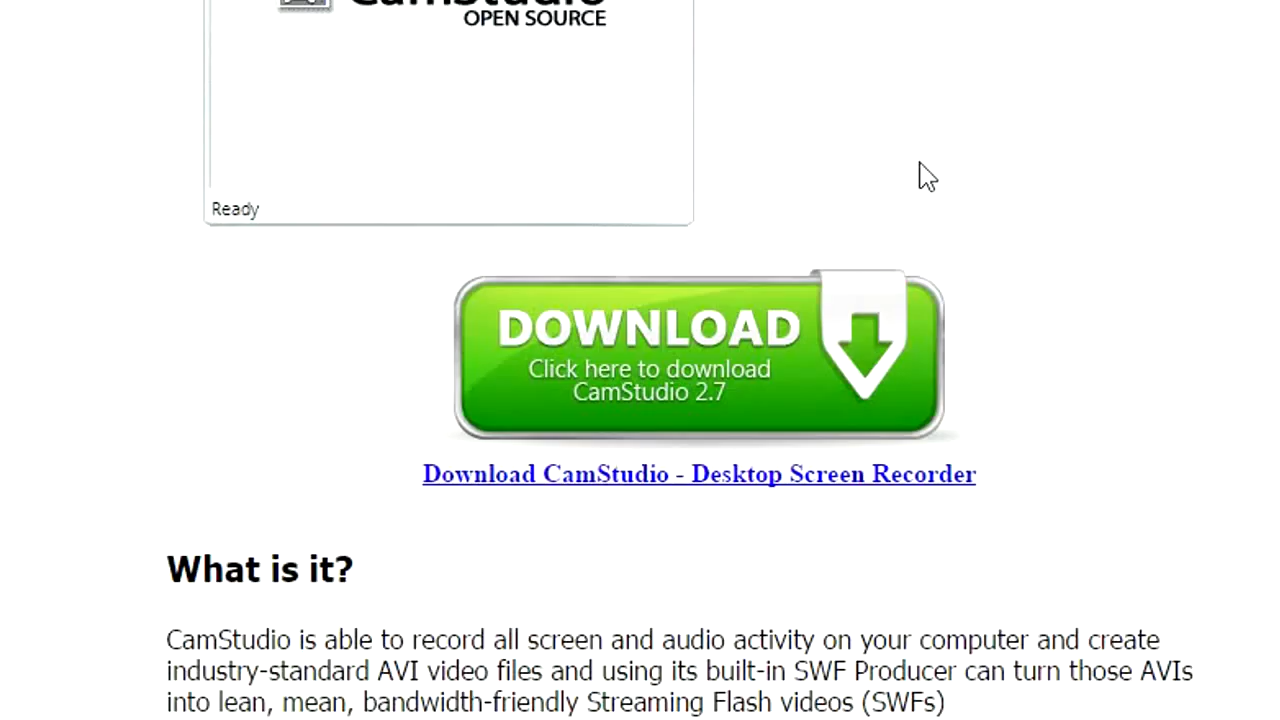 CamStudio
OPEN SOURCE
Ready
DOWNLOAD
Click here to download
CamStudio 2.7
Download CamStudio - Desktop Screen Recorder
What is it?
CamStudio is able to record all screen and audio activity on your computer and create
industry-standard AVI video files and using its built-in SWF Producer can turn those AVIs
into lean, mean, bandwidth-friendly Streaming Flash videos (SWFs)